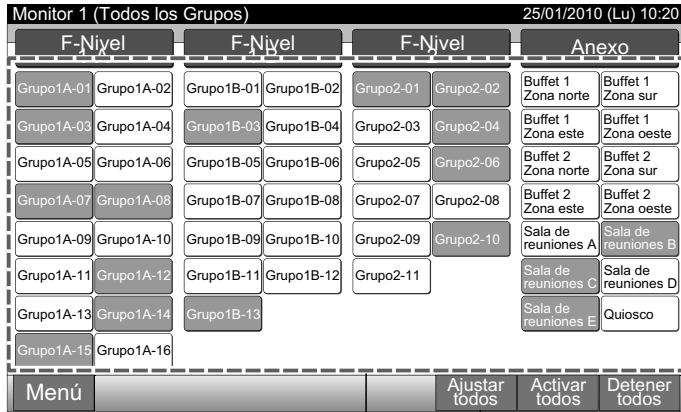 Monitor 1 (Todos los Grupos) 25/01/2010 (Lu) 10:20
F-Nivel F-Nivel F-Nivel Anexo
Grupo1A-01 Grupo1A-02 Grupo1B-01 Grupo1B-02 Grupo2-01 Grupo2-02 Buffet 1 Zona norte Buffet 1 Zona sur
Grupo1A-03 Grupo1A-04 Grupo1B-03 Grupo1B-04 Grupo2-03 Grupo2-04 Buffet 1 Zona este Buffet 1 Zona oeste
Grupo1A-05 Grupo1A-06 Grupo1B-05 Grupo1B-06 Grupo2-05 Grupo2-06 Buffet 2 Zona norte Buffet 2 Zona sur
Grupo1A-07 Grupo1A-08 Grupo1B-07 Grupo1B-08 Grupo2-07 Grupo2-08 Buffet 2 Zona este Buffet 2 Zona oeste
Grupo1A-09 Grupo1A-10 Grupo1B-09 Grupo1B-10 Grupo2-09 Grupo2-10 Sala de reuniones A Sala de reuniones B
Grupo1A-11 Grupo1A-12 Grupo1B-11 Grupo1B-12 Grupo2-11 Sala de reuniones C Sala de reuniones D
Grupo1A-13 Grupo1A-14 Grupo1B-13 Sala de reuniones E Quiosco
Grupo1A-15 Grupo1A-16
Menú Ajustar todos Activar todos Detener todos